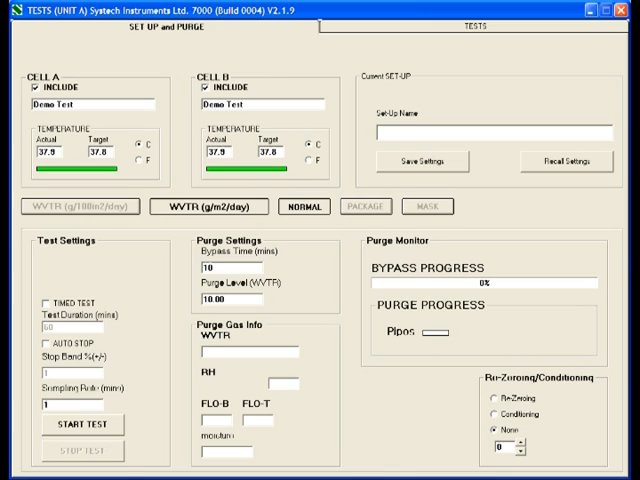 TESTS (UNIT A) Systech Instruments Ltd. 7000 (Build 0004) V2.1.9
SET UP and PURGE
TESTS
CELL A
INCLUDE
Demo Test
TEMPERATURE
Actual Target
37.9 37.8
C
F
CELL B
INCLUDE
Demo Test
TEMPERATURE
Actual Target
37.9 37.8
C
F
Current SET-UP
Set-Up Name
Save Settings
Recall Settings
WVTR (g/100in2/day)
WVTR (g/m2/day)
NORMAL
PACKAGE
MASK
Test Settings
TIMED TEST
Test Duration (mins)
60
AUTO STOP
Stop Band %(+/-)
1
Sampling Rate (mins)
1
START TEST
STOP TEST
Purge Settings
Bypass Time (mins)
10
Purge Level (WVTR)
10.00
Purge Gas Info
WVTR
RH
FLO-B FLO-T
moisture
Purge Monitor
BYPASS PROGRESS
0%
PURGE PROGRESS
Pipes
Re-Zeroing/Conditioning
Re-Zeroing
Conditioning
None
0